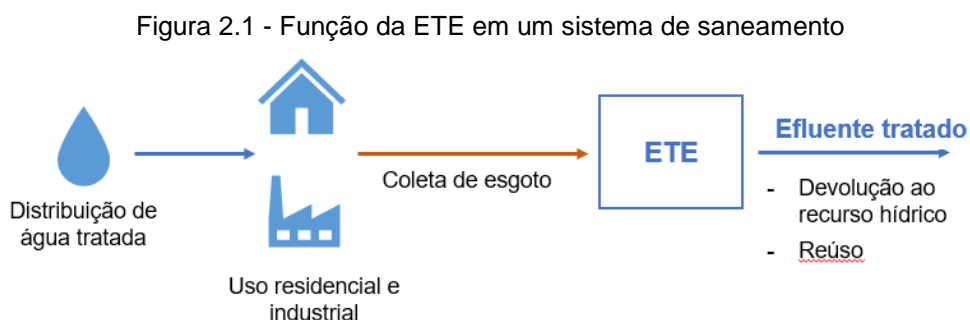 Figura 2.1 - Função da ETE em um sistema de saneamento
Distribuição de
água tratada
Uso residencial e
industrial
Coleta de esgoto
ETE
Efluente tratado
- Devolução ao
recurso hídrico
- Reúso